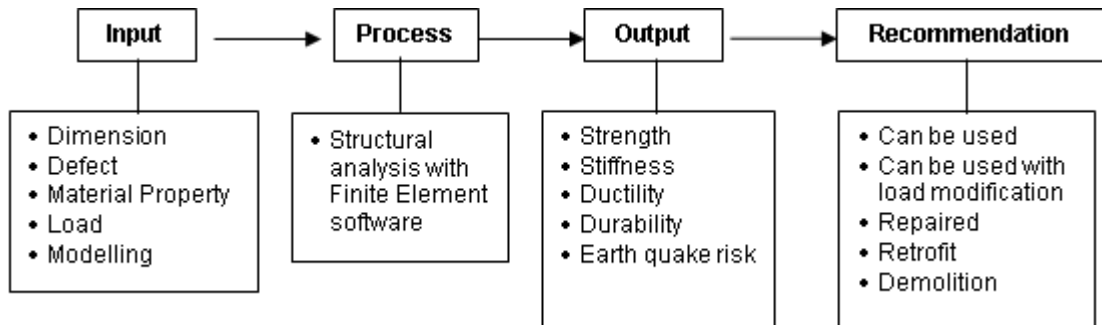 Input
Process
Output
Recommendation
• Dimension
• Defect
• Material Property
• Load
• Modelling
• Structural
analysis with
Finite Element
software
• Strength
• Stiffness
• Ductility
• Durability
• Earth quake risk
• Can be used
• Can be used with
load modification
• Repaired
• Retrofit
• Demolition